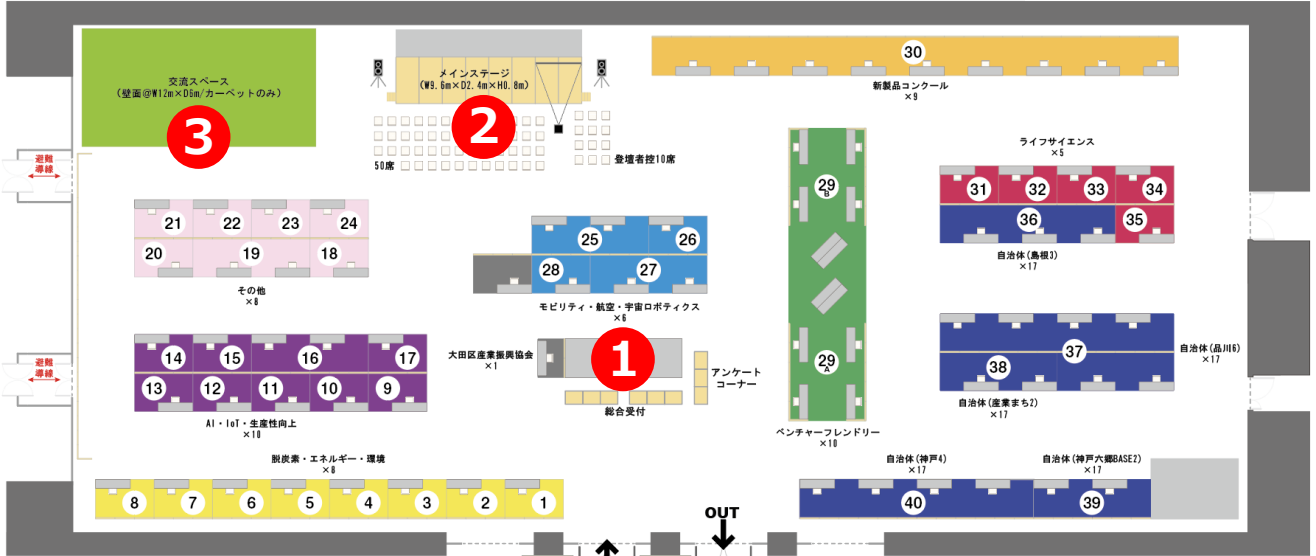 交流スペース
(壁面@W12m×D6m/カーペットのみ)
3
メインステージ
(W9.6m×D2.4m×H0.8m)
2
50席
登壇者控10席
30
新製品コンクール
×9
避難
導線
避難
導線
21
22
23
24
20
19
18
その他
×8
25
26
28
27
モビリティ・航空・宇宙ロボティクス
×6
29
B
29
A
ベンチャーフレンドリー
×10
ライフサイエンス
×5
31
32
33
34
36
35
自治体(島根3)
×17
14
15
16
17
13
12
11
10
9
AI・IoT・生産性向上
×10
大田区産業振興協会
×1
1
アンケート
コーナー
総合受付
37
38
自治体(品川6)
×17
自治体(産業まち2)
×17
脱炭素・エネルギー・環境
×8
8
7
6
5
4
3
2
1
自治体(神戸4)
×17
自治体(神戸六郷BASE2)
×17
40
39
OUT